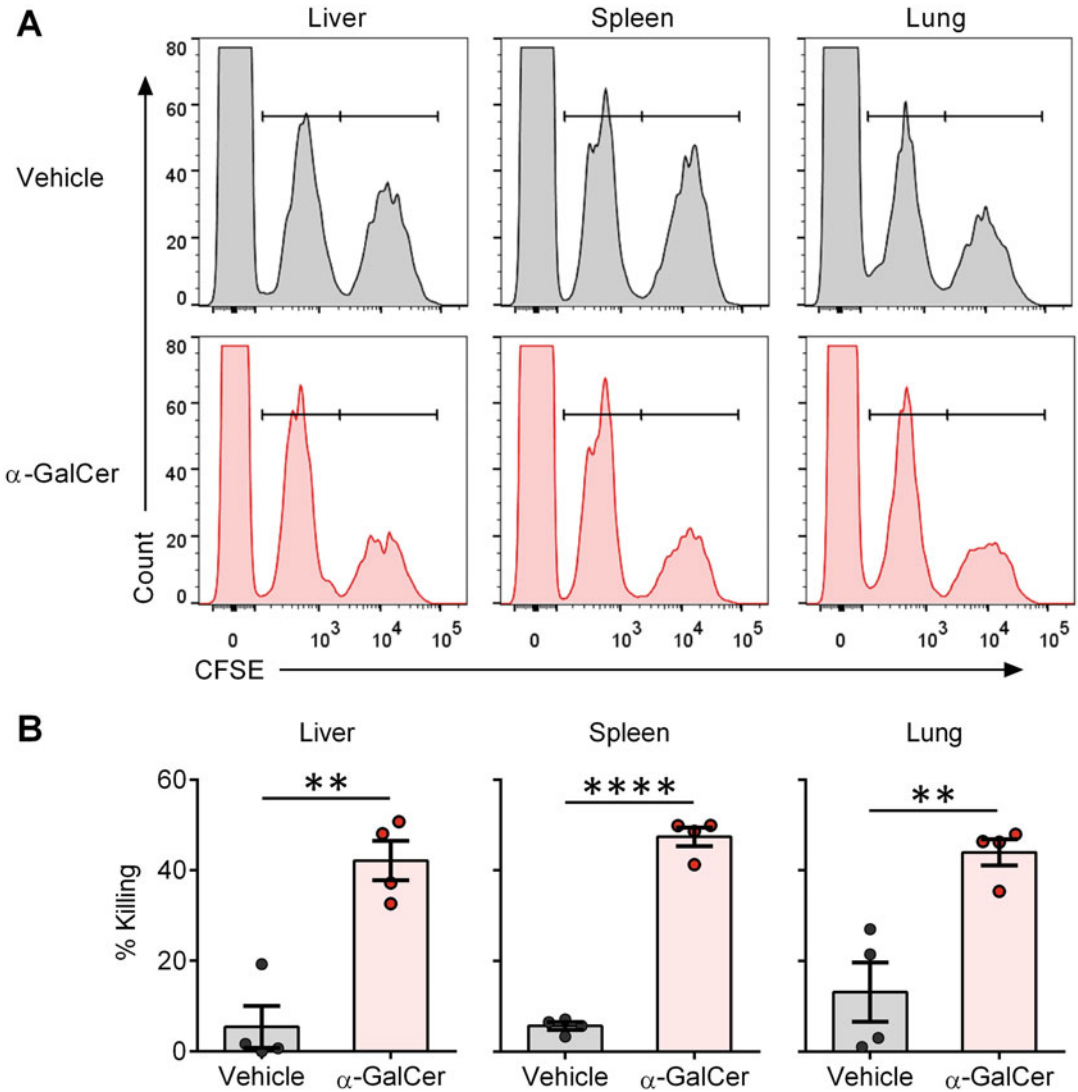 A
Liver Spleen Lung
Vehicle
80
60
40
20
0
α-GalCer
80
60
40
20
0
Count
0 10³ 10⁴ 10⁵ 0 10³ 10⁴ 10⁵ 0 10³ 10⁴ 10⁵
CFSE
B
Liver Spleen Lung
% Killing
60
40
20
0
** **** **
Vehicle α-GalCer Vehicle α-GalCer Vehicle α-GalCer